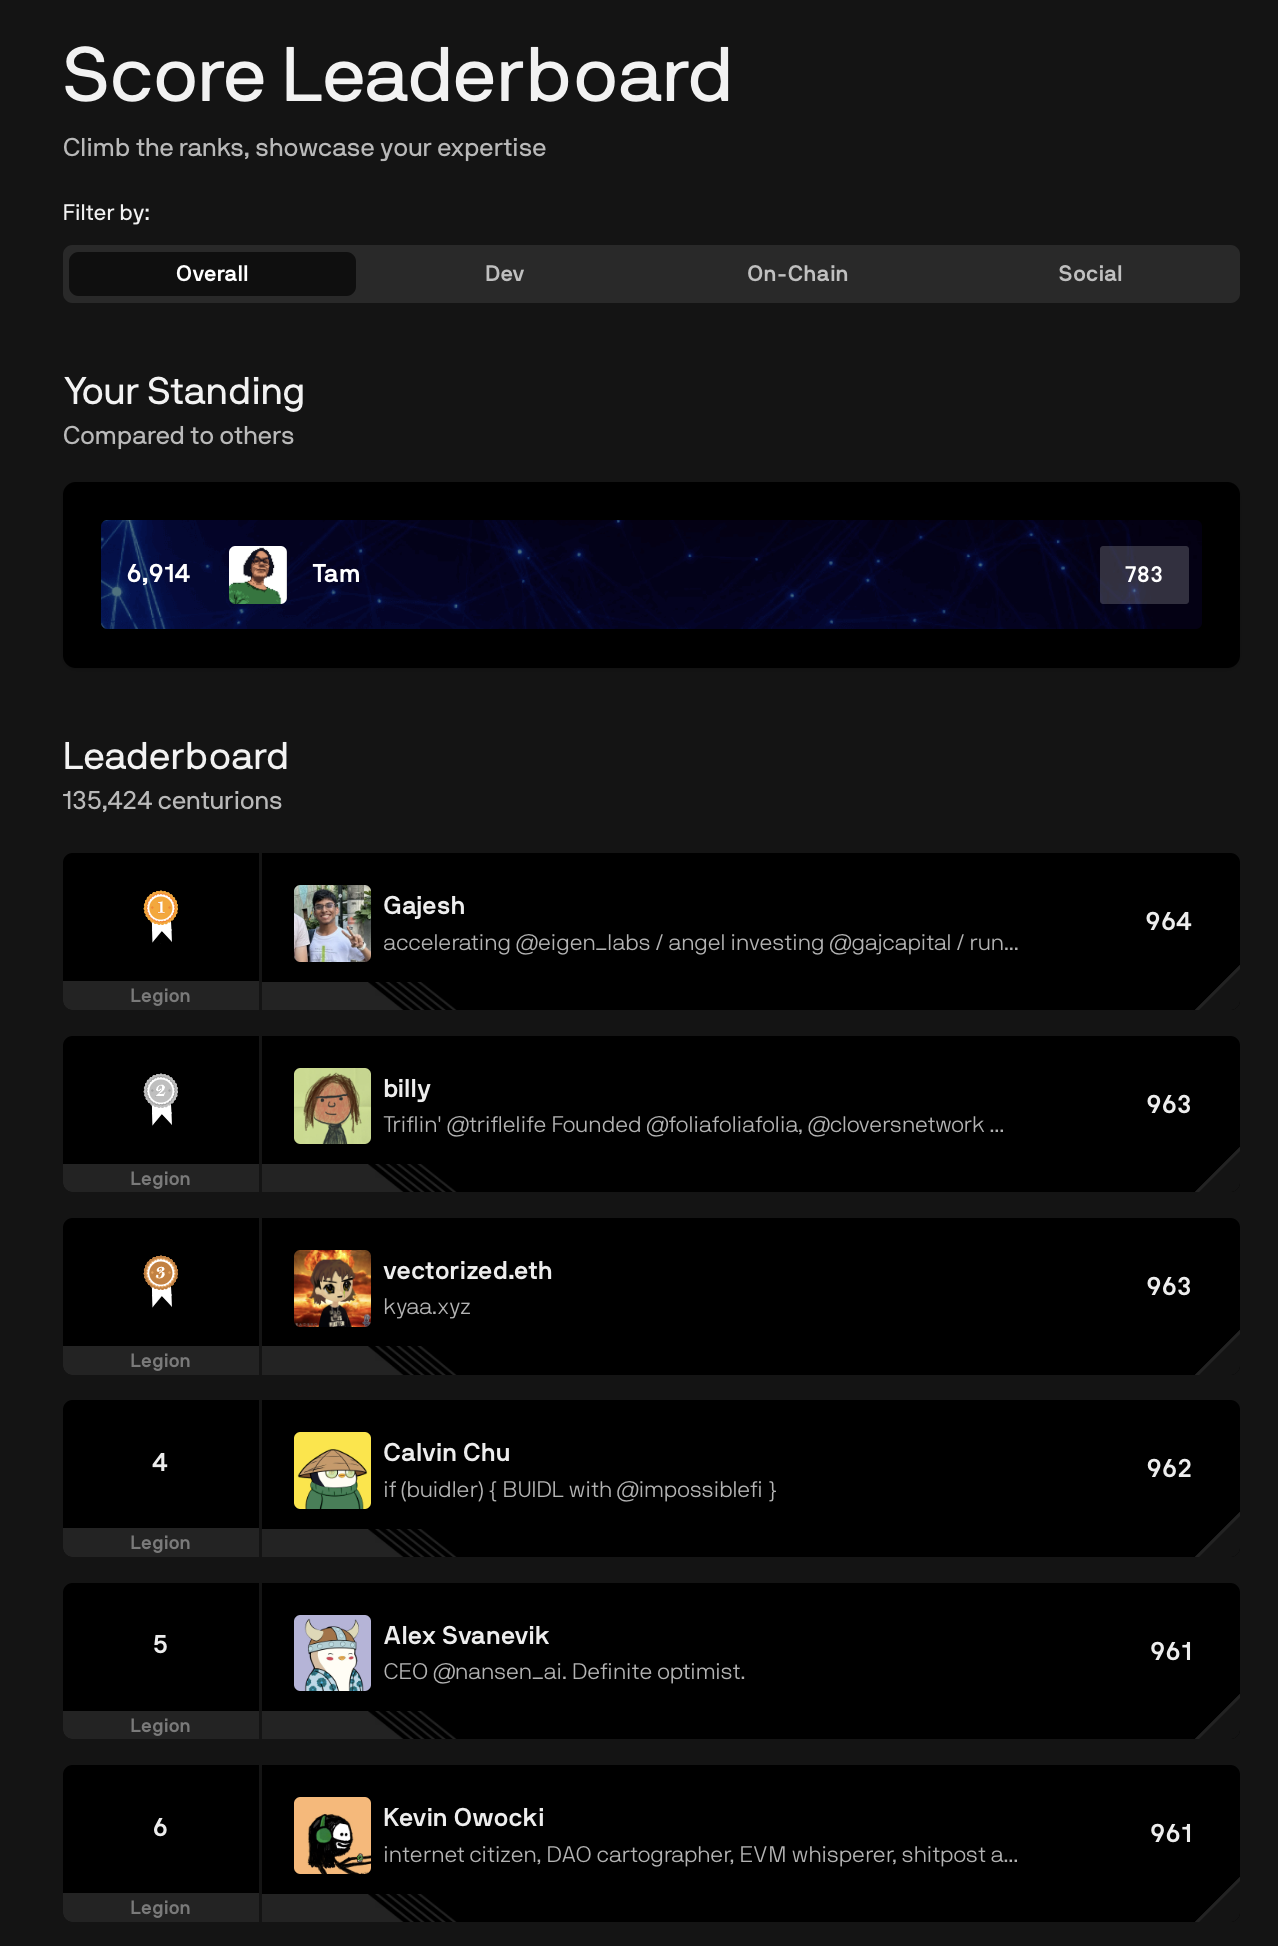 Score Leaderboard
Climb the ranks, showcase your expertise
Filter by:
Overall Dev On-Chain Social
Your Standing
Compared to others
6,914 Tam 783
Leaderboard
135,424 centurions
1
Gajesh
accelerating @eigen_labs / angel investing @gajcapital / run...
964
Legion
2
billy
Triflin' @triflelife Founded @foliafoliafolia, @cloversnetwork ...
963
Legion
3
vectorized.eth
kyaa.xyz
963
Legion
4
Calvin Chu
if (buidler) { BUIDL with @impossiblefi }
962
Legion
5
Alex Svanevik
CEO @nansen_ai. Definite optimist.
961
Legion
6
Kevin Owocki
internet citizen, DAO cartographer, EVM whisperer, shitpost a...
961
Legion